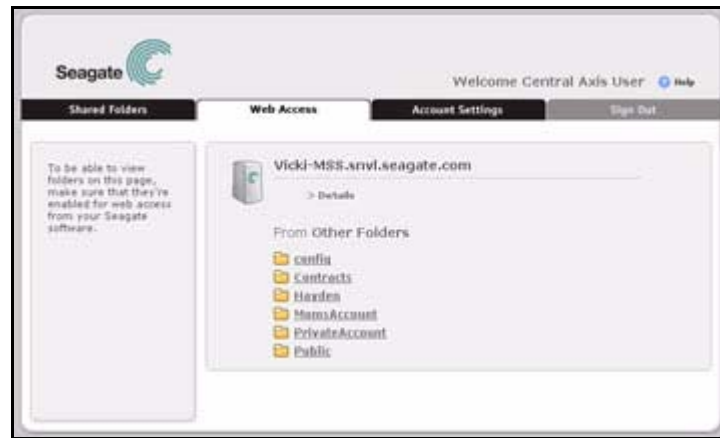 Seagate
Welcome Central Axis User Help
Shared Folders Web Access Account Settings Sign Out
To be able to view
folders on this page,
make sure that they're
enabled for web access
from your Seagate
software.
Vicki-MSS.snvl.seagate.com
> Details
From Other Folders
config
Contracts
Hayden
MomsAccount
PrivateAccount
Public